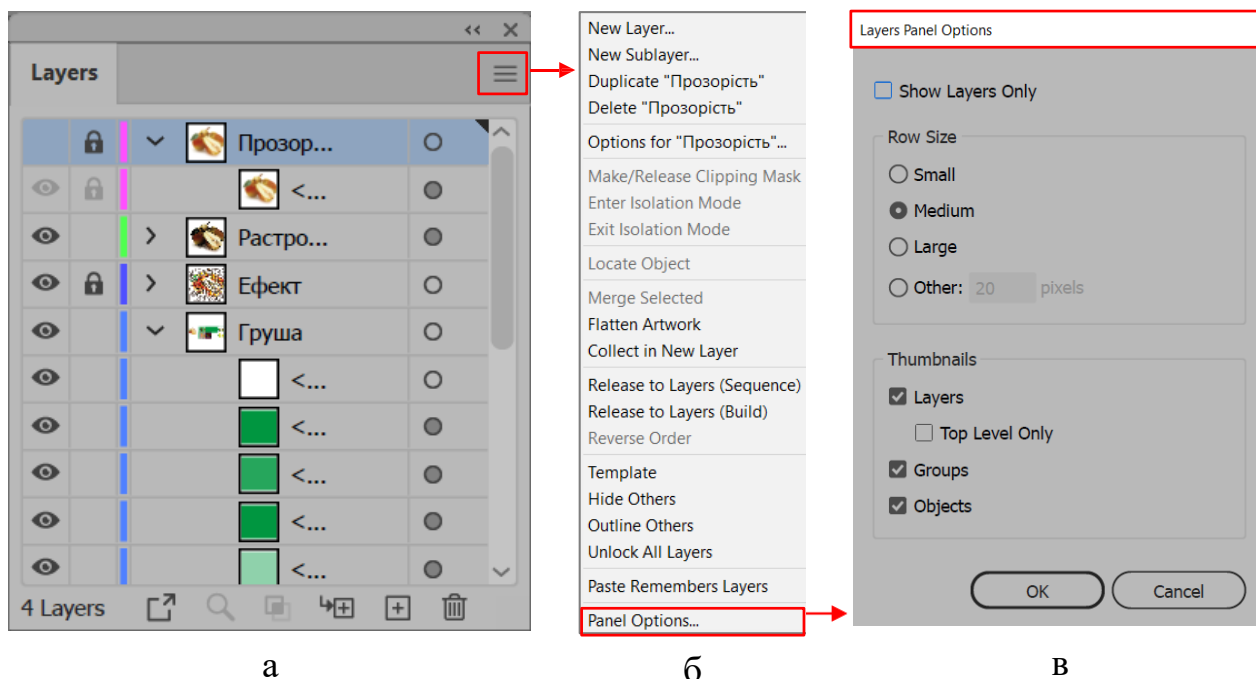 Layers
Прозор...
<...
Растро...
Ефект
Груша
<...
<...
<...
<...
<...
4 Layers
New Layer...
New Sublayer...
Duplicate "Прозорість"
Delete "Прозорість"
Options for "Прозорість"...
Make/Release Clipping Mask
Enter Isolation Mode
Exit Isolation Mode
Locate Object
Merge Selected
Flatten Artwork
Collect in New Layer
Release to Layers (Sequence)
Release to Layers (Build)
Reverse Order
Template
Hide Others
Outline Others
Unlock All Layers
Paste Remembers Layers
Panel Options...
Layers Panel Options
Show Layers Only
Row Size
Small
Medium
Large
Other: 20 pixels
Thumbnails
Layers
Top Level Only
Groups
Objects
OK Cancel
а б в